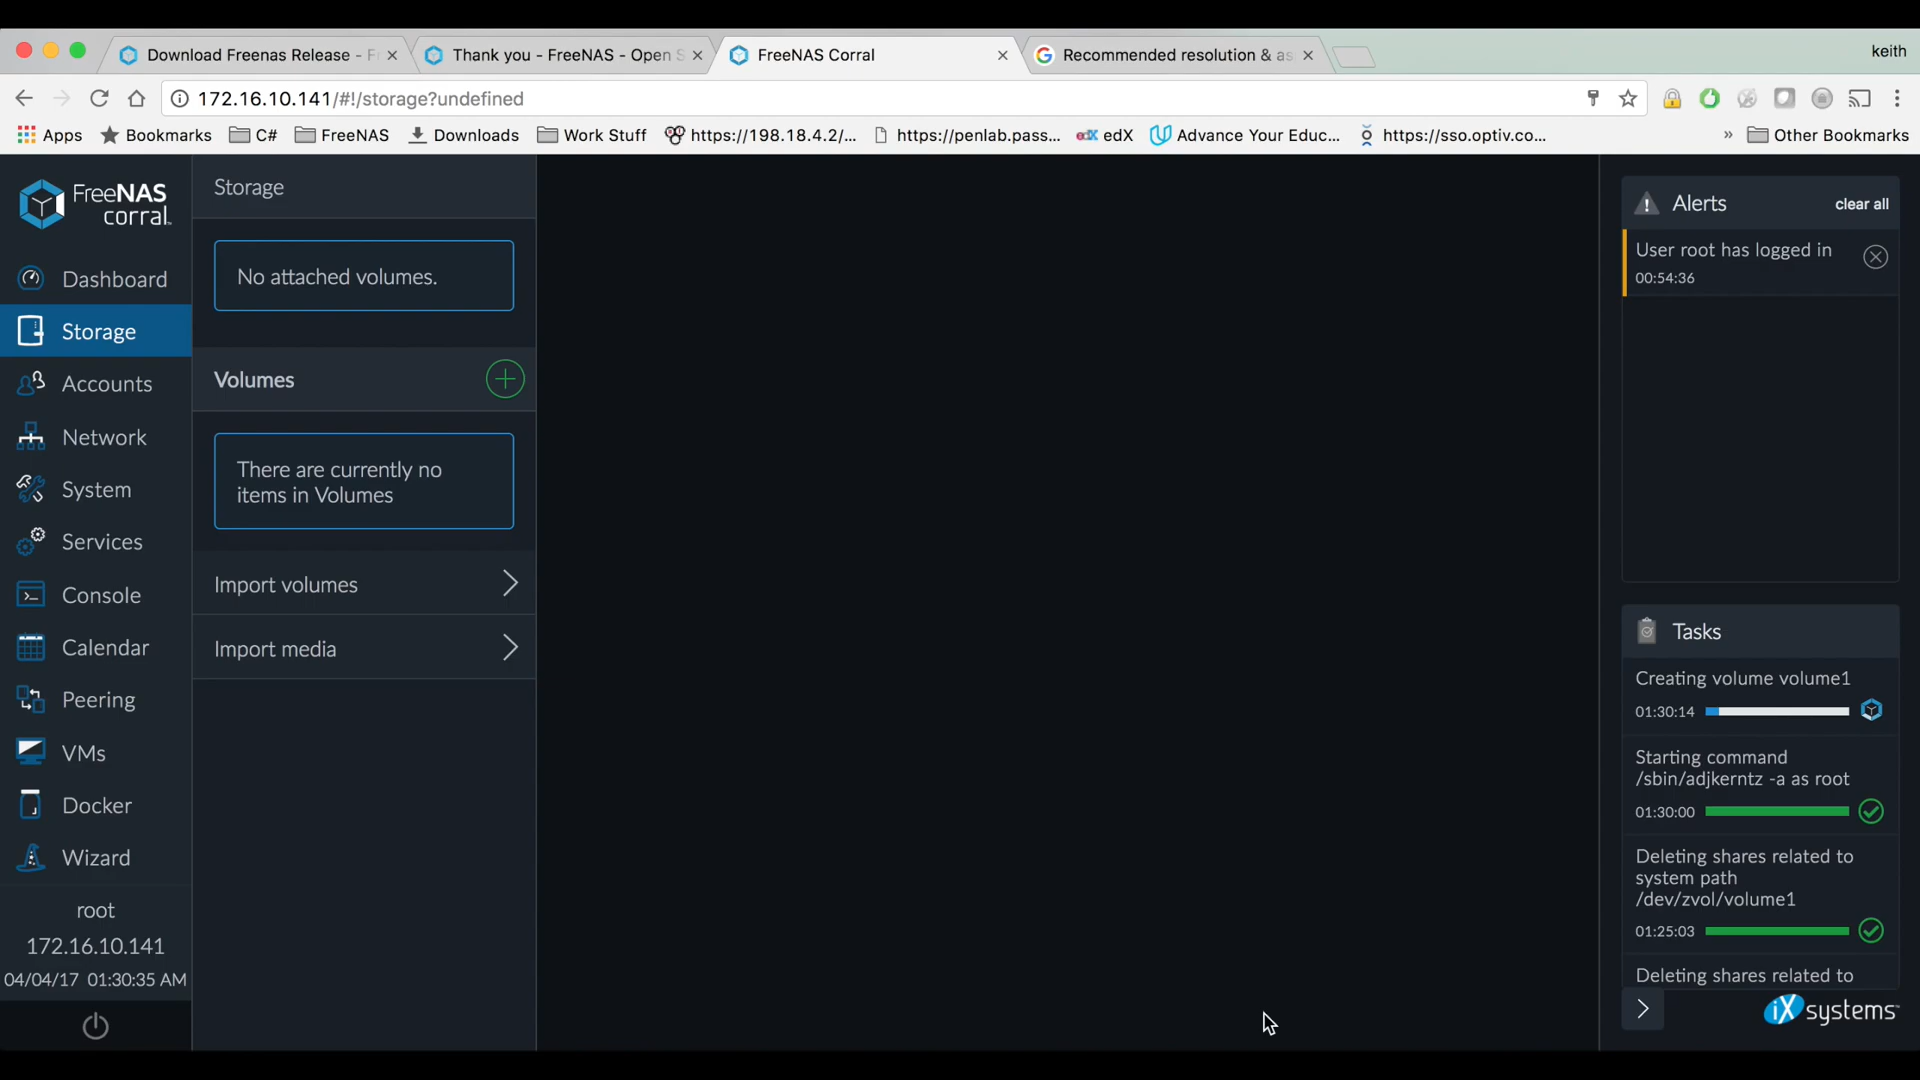 Download Freenas Release - F
Thank you - FreeNAS - Open S
FreeNAS Corral
Recommended resolution & as
keith
172.16.10.141/#!/storage?undefined
Apps
Bookmarks
C#
FreeNAS
Downloads
Work Stuff
https://198.18.4.2/...
https://penlab.pass...
edX
edX
Advance Your Educ...
https://sso.optiv.co...
»
Other Bookmarks
FreeNAS
corral™
Dashboard
Storage
Accounts
Network
System
Services
Console
Calendar
Peering
VMs
Docker
Wizard
root
172.16.10.141
04/04/17 01:30:35 AM
Storage
No attached volumes.
Volumes
There are currently no
items in Volumes
Import volumes
Import media
Alerts
clear all
User root has logged in
00:54:36
Tasks
Creating volume volume1
01:30:14
Starting command
/sbin/adjkerntz -a as root
01:30:00
Deleting shares related to
system path
/dev/zvol/volume1
01:25:03
Deleting shares related to
iXsystems